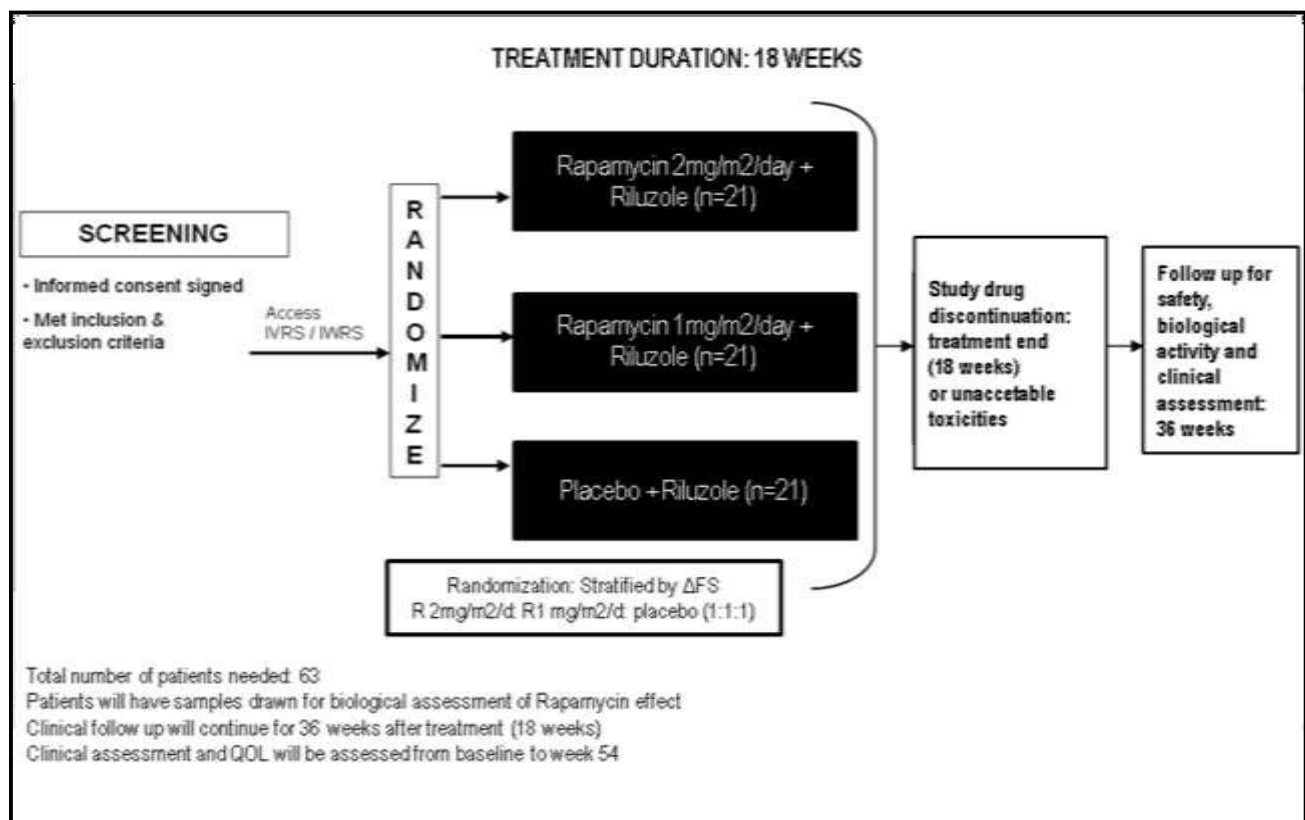 TREATMENT DURATION: 18 WEEKS
SCREENING
· Informed consent signed
· Met inclusion &
exclusion criteria
Access
IVRS / IWRS
R
A
N
D
O
M
I
Z
E
Rapamycin 2mg/m2/day +
Riluzole (n=21)
Rapamycin 1mg/m2/day +
Riluzole (n=21)
Placebo +Riluzole (n=21)
Randomization: Stratified by ΔFS
R 2mg/m2/d: R1 mg/m2/d: placebo (1:1:1)
Study drug
discontinuation:
treatment end
(18 weeks)
or unaccetable
toxicities
Follow up for
safety,
biological
activity and
clinical
assessment:
36 weeks
Total number of patients needed: 63
Patients will have samples drawn for biological assessment of Rapamycin effect
Clinical follow up will continue for 36 weeks after treatment (18 weeks)
Clinical assessment and QOL will be assessed from baseline to week 54